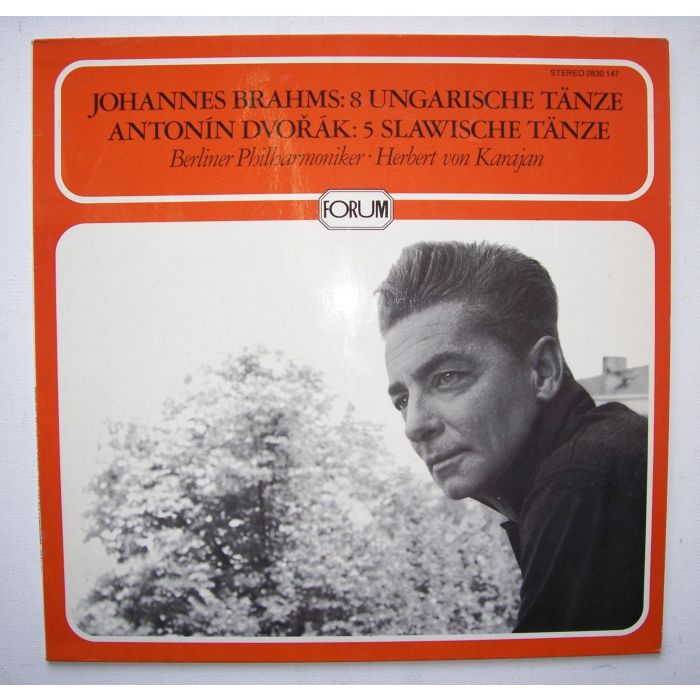 STEREO 2830 147
JOHANNES BRAHMS: 8 UNGARISCHE TÄNZE
ANTONÍN DVOŘÁK: 5 SLAWISCHE TÄNZE
Berliner Philharmoniker · Herbert von Karajan
FORUM